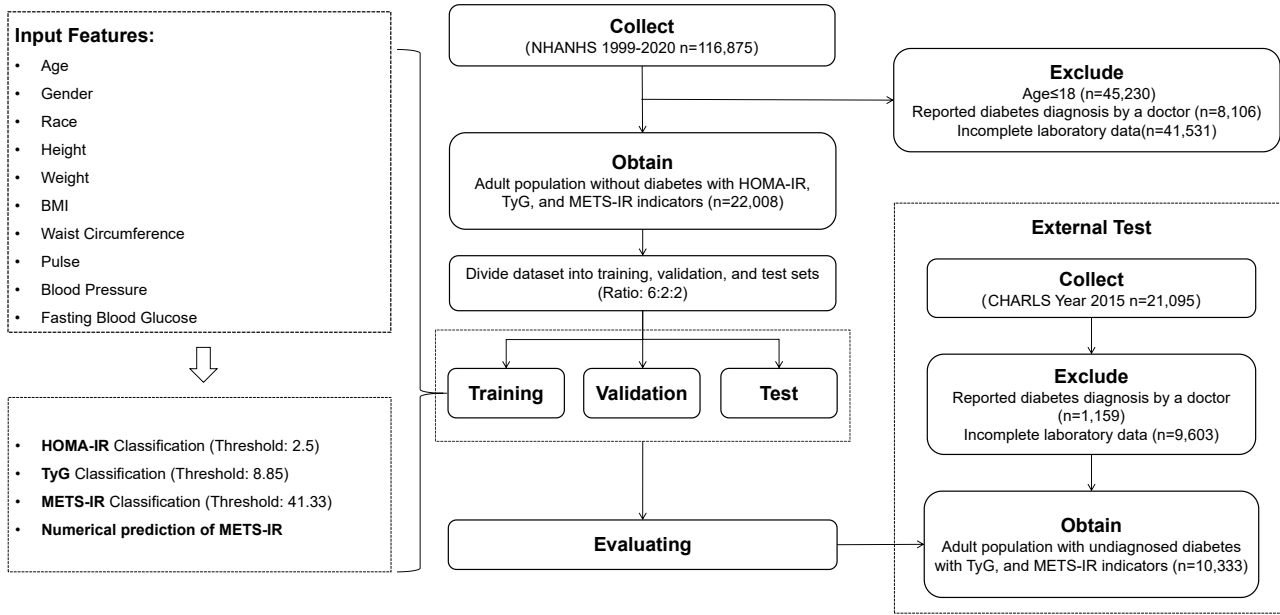 Input Features:
• Age
• Gender
• Race
• Height
• Weight
• BMI
• Waist Circumference
• Pulse
• Blood Pressure
• Fasting Blood Glucose
• HOMA-IR Classification (Threshold: 2.5)
• TyG Classification (Threshold: 8.85)
• METS-IR Classification (Threshold: 41.33)
• Numerical prediction of METS-IR
Collect
(NHANHS 1999-2020 n=116,875)
Exclude
Age≤18 (n=45,230)
Reported diabetes diagnosis by a doctor (n=8,106)
Incomplete laboratory data(n=41,531)
Obtain
Adult population without diabetes with HOMA-IR,
TyG, and METS-IR indicators (n=22,008)
Divide dataset into training, validation, and test sets
(Ratio: 6:2:2)
Training
Validation
Test
Evaluating
External Test
Collect
(CHARLS Year 2015 n=21,095)
Exclude
Reported diabetes diagnosis by a doctor
(n=1,159)
Incomplete laboratory data (n=9,603)
Obtain
Adult population with undiagnosed diabetes
with TyG, and METS-IR indicators (n=10,333)